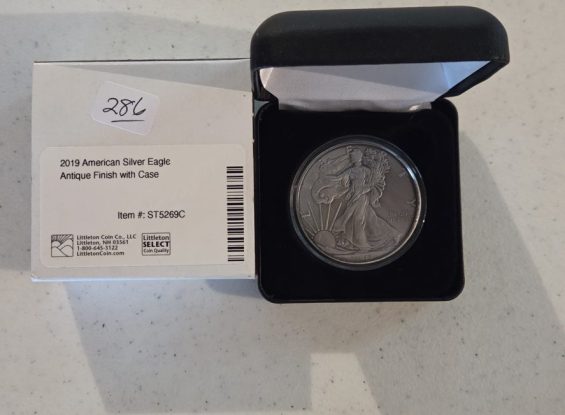 286
2019 American Silver Eagle
Antique Finish with Case
Item #: ST5269C
Littleton Coin Co., LLC
Littleton, NH 03561
1-800-645-3122
LittletonCoin.com
Littleton
SELECT
Coin Quality